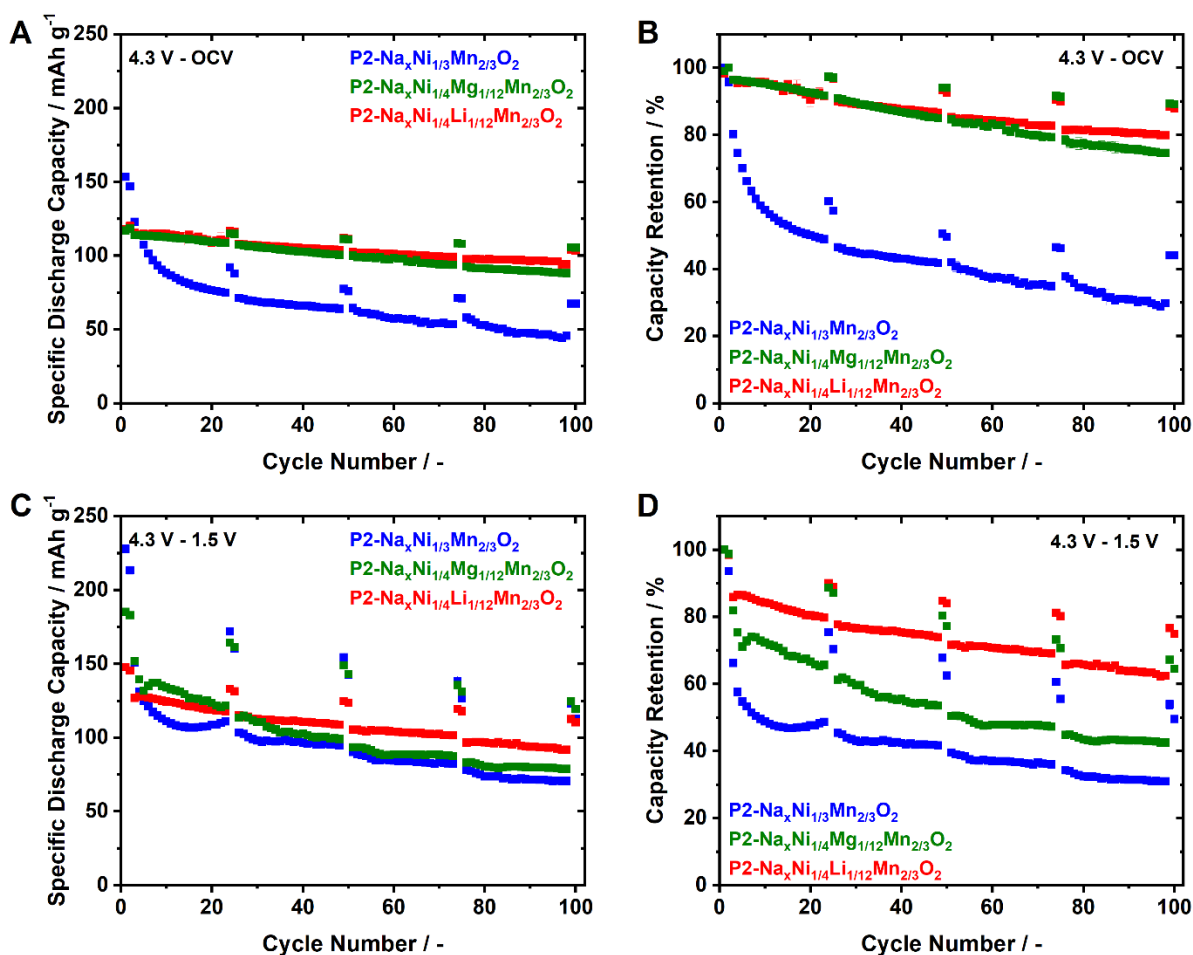 A
4.3 V - OCV
P2-NaₓNi₁/₃Mn₂/₃O₂
P2-NaₓNi₁/₄Mg₁/₁₂Mn₂/₃O₂
P2-NaₓNi₁/₄Li₁/₁₂Mn₂/₃O₂
Specific Discharge Capacity / mAh g⁻¹
250
200
150
100
50
0
0 20 40 60 80 100
Cycle Number / -
B
4.3 V - OCV
Capacity Retention / %
100
80
60
40
20
0
P2-NaₓNi₁/₃Mn₂/₃O₂
P2-NaₓNi₁/₄Mg₁/₁₂Mn₂/₃O₂
P2-NaₓNi₁/₄Li₁/₁₂Mn₂/₃O₂
0 20 40 60 80 100
Cycle Number / -
C
4.3 V - 1.5 V
P2-NaₓNi₁/₃Mn₂/₃O₂
P2-NaₓNi₁/₄Mg₁/₁₂Mn₂/₃O₂
P2-NaₓNi₁/₄Li₁/₁₂Mn₂/₃O₂
Specific Discharge Capacity / mAh g⁻¹
250
200
150
100
50
0
0 20 40 60 80 100
Cycle Number / -
D
4.3 V - 1.5 V
Capacity Retention / %
100
80
60
40
20
0
P2-NaₓNi₁/₃Mn₂/₃O₂
P2-NaₓNi₁/₄Mg₁/₁₂Mn₂/₃O₂
P2-NaₓNi₁/₄Li₁/₁₂Mn₂/₃O₂
0 20 40 60 80 100
Cycle Number / -